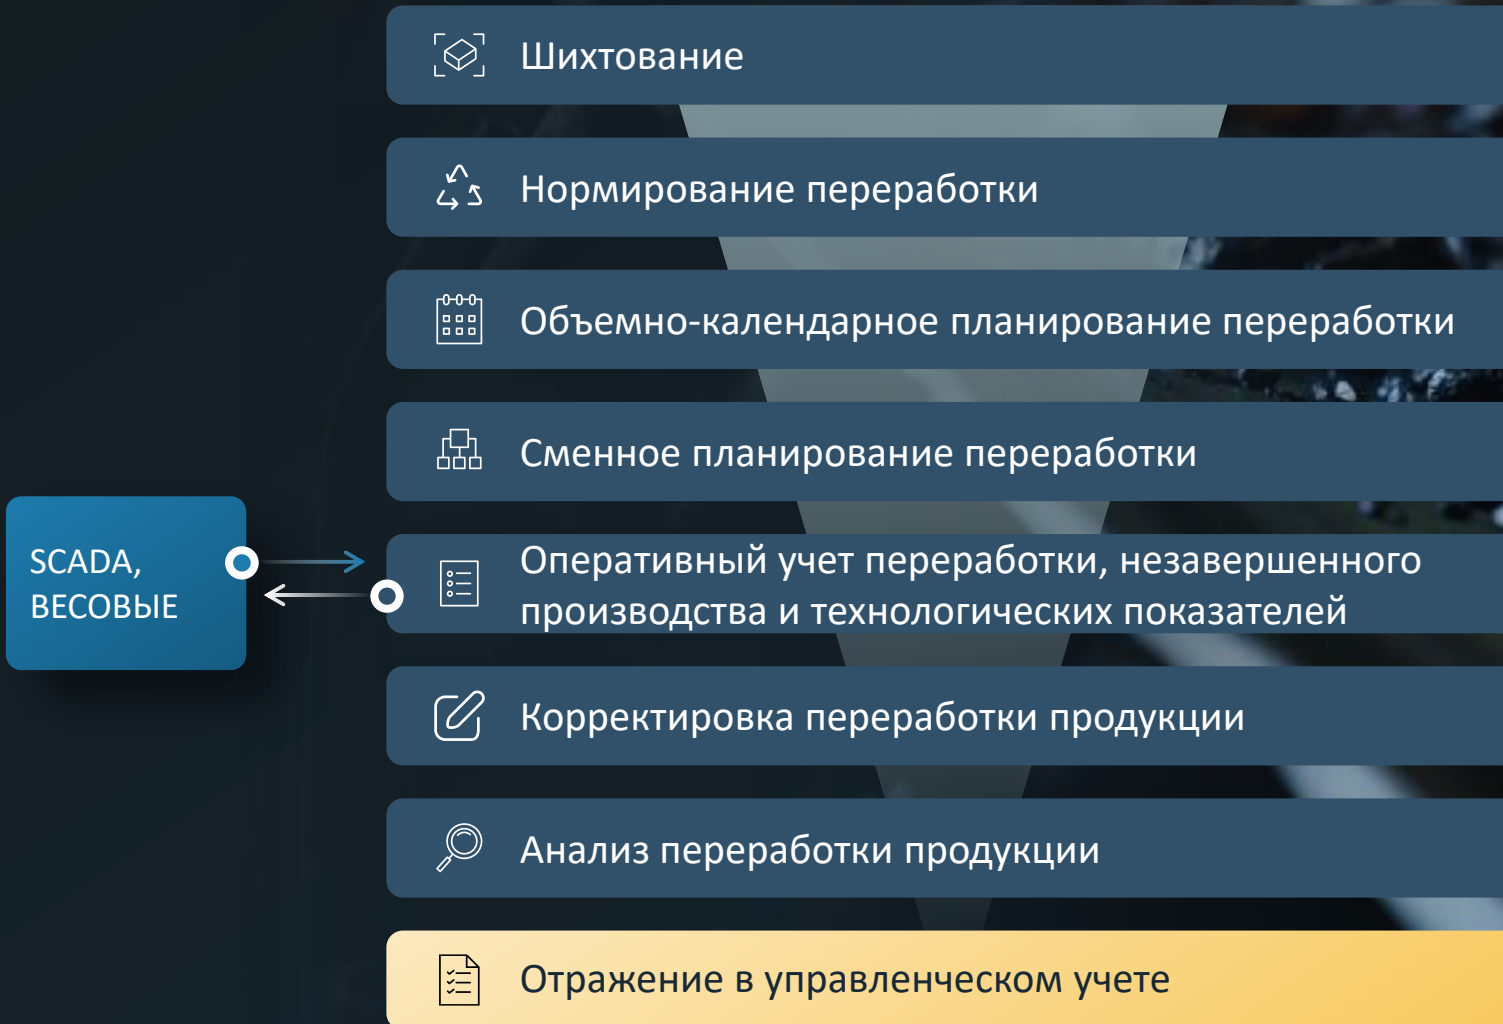 Шихтование
Нормирование переработки
Объемно-календарное планирование переработки
Сменное планирование переработки
SCADA,
ВЕСОВЫЕ
Оперативный учет переработки, незавершенного
производства и технологических показателей
Корректировка переработки продукции
Анализ переработки продукции
Отражение в управленческом учете